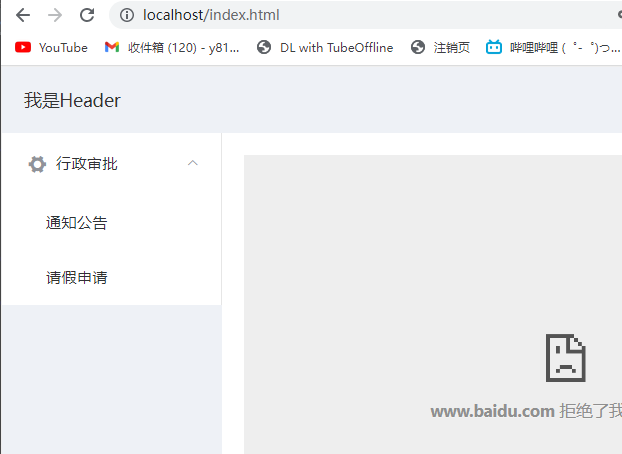 localhost/index.html
YouTube 收件箱 (120) - y81... DL with TubeOffline 注销页 哔哩哔哩 ( ゜- ゜)つ...
我是Header
行政审批
通知公告
请假申请
www.baidu.com 拒绝了我